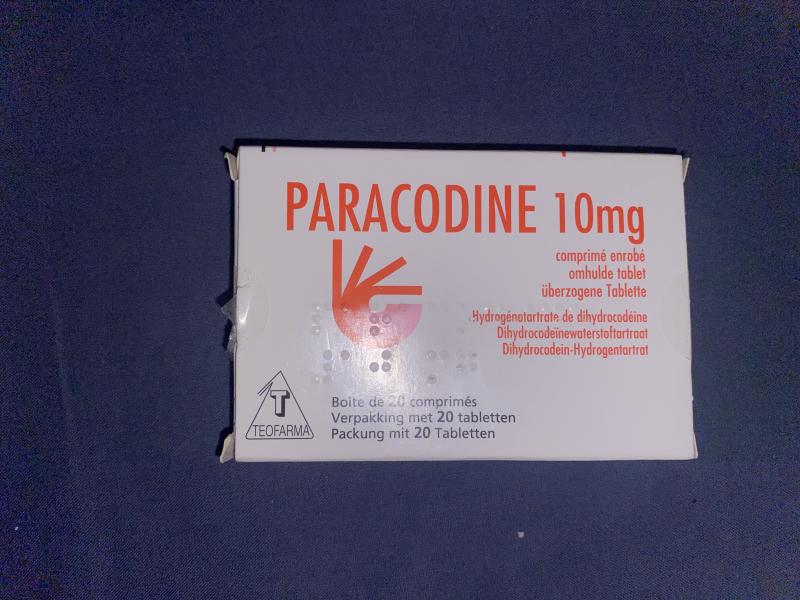 PARACODINE 10mg
comprimé enrobé
omhulde tablet
überzogene Tablette
Hydrogénotartrate de dihydrocodéine
Dihydrocodeïnewaterstoftartraat
Dihydrocodein-Hydrogentartrat
Boîte de 20 comprimés
Verpakking met 20 tabletten
Packung mit 20 Tabletten
1T
TEOFARMA